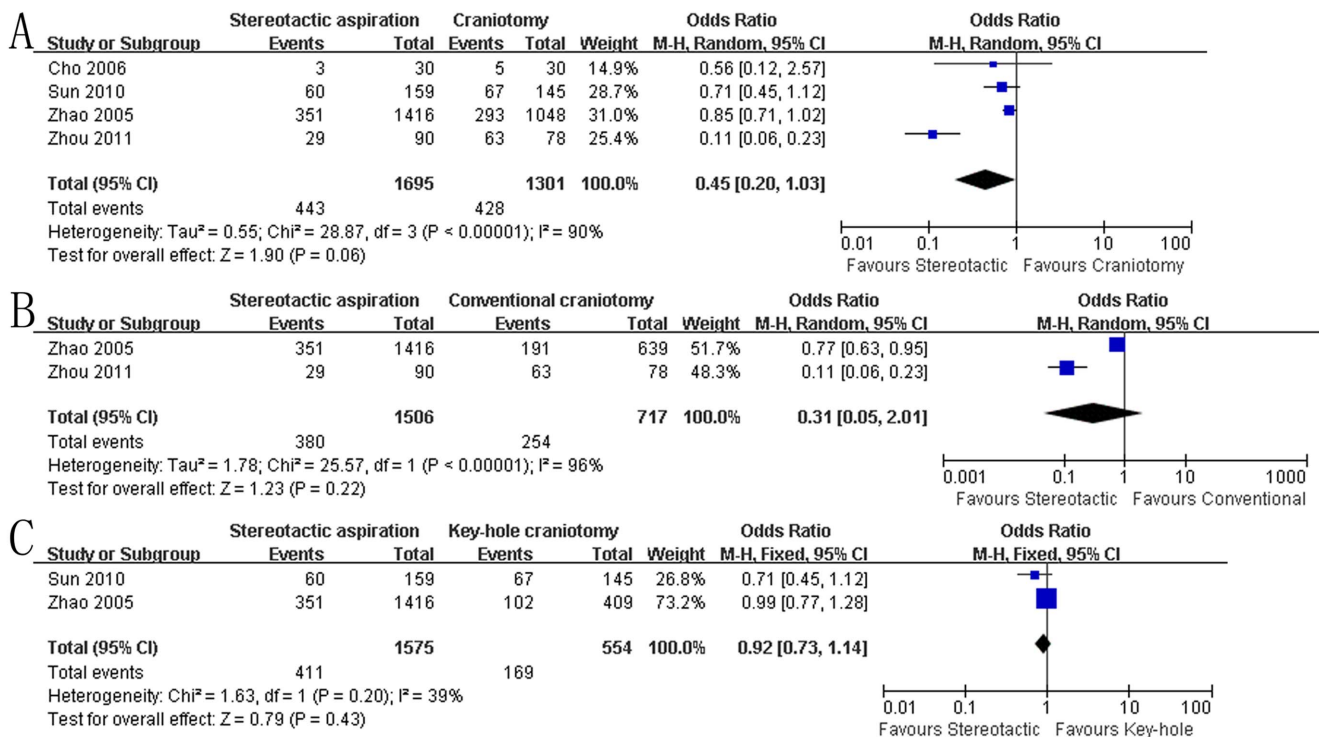 A
Stereotactic aspiration Craniotomy Odds Ratio Odds Ratio
Study or Subgroup Events Total Events Total Weight M-H, Random, 95% CI M-H, Random, 95% CI
Cho 2006 3 30 5 30 14.9% 0.56 [0.12, 2.57]
Sun 2010 60 159 67 145 28.7% 0.71 [0.45, 1.12]
Zhao 2005 351 1416 293 1048 31.0% 0.85 [0.71, 1.02]
Zhou 2011 29 90 63 78 25.4% 0.11 [0.06, 0.23]
Total (95% CI) 1695 1301 100.0% 0.45 [0.20, 1.03]
Total events 443 428
Heterogeneity: Tau² = 0.55; Chi² = 28.87, df = 3 (P < 0.00001); I² = 90%
Test for overall effect: Z = 1.90 (P = 0.06)
0.01 0.1 1 10 100
Favours Stereotactic Favours Craniotomy
B
Stereotactic aspiration Conventional craniotomy Odds Ratio Odds Ratio
Study or Subgroup Events Total Events Total Weight M-H, Random, 95% CI M-H, Random, 95% CI
Zhao 2005 351 1416 191 639 51.7% 0.77 [0.63, 0.95]
Zhou 2011 29 90 63 78 48.3% 0.11 [0.06, 0.23]
Total (95% CI) 1506 717 100.0% 0.31 [0.05, 2.01]
Total events 380 254
Heterogeneity: Tau² = 1.78; Chi² = 25.57, df = 1 (P < 0.00001); I² = 96%
Test for overall effect: Z = 1.23 (P = 0.22)
0.001 0.1 1 10 1000
Favours Stereotactic Favours Conventional
C
Stereotactic aspiration Key-hole craniotomy Odds Ratio Odds Ratio
Study or Subgroup Events Total Events Total Weight M-H, Fixed, 95% CI M-H, Fixed, 95% CI
Sun 2010 60 159 67 145 26.8% 0.71 [0.45, 1.12]
Zhao 2005 351 1416 102 409 73.2% 0.99 [0.77, 1.28]
Total (95% CI) 1575 554 100.0% 0.92 [0.73, 1.14]
Total events 411 169
Heterogeneity: Chi² = 1.63, df = 1 (P = 0.20); I² = 39%
Test for overall effect: Z = 0.79 (P = 0.43)
0.01 0.1 1 10 100
Favours Stereotactic Favours Key-hole